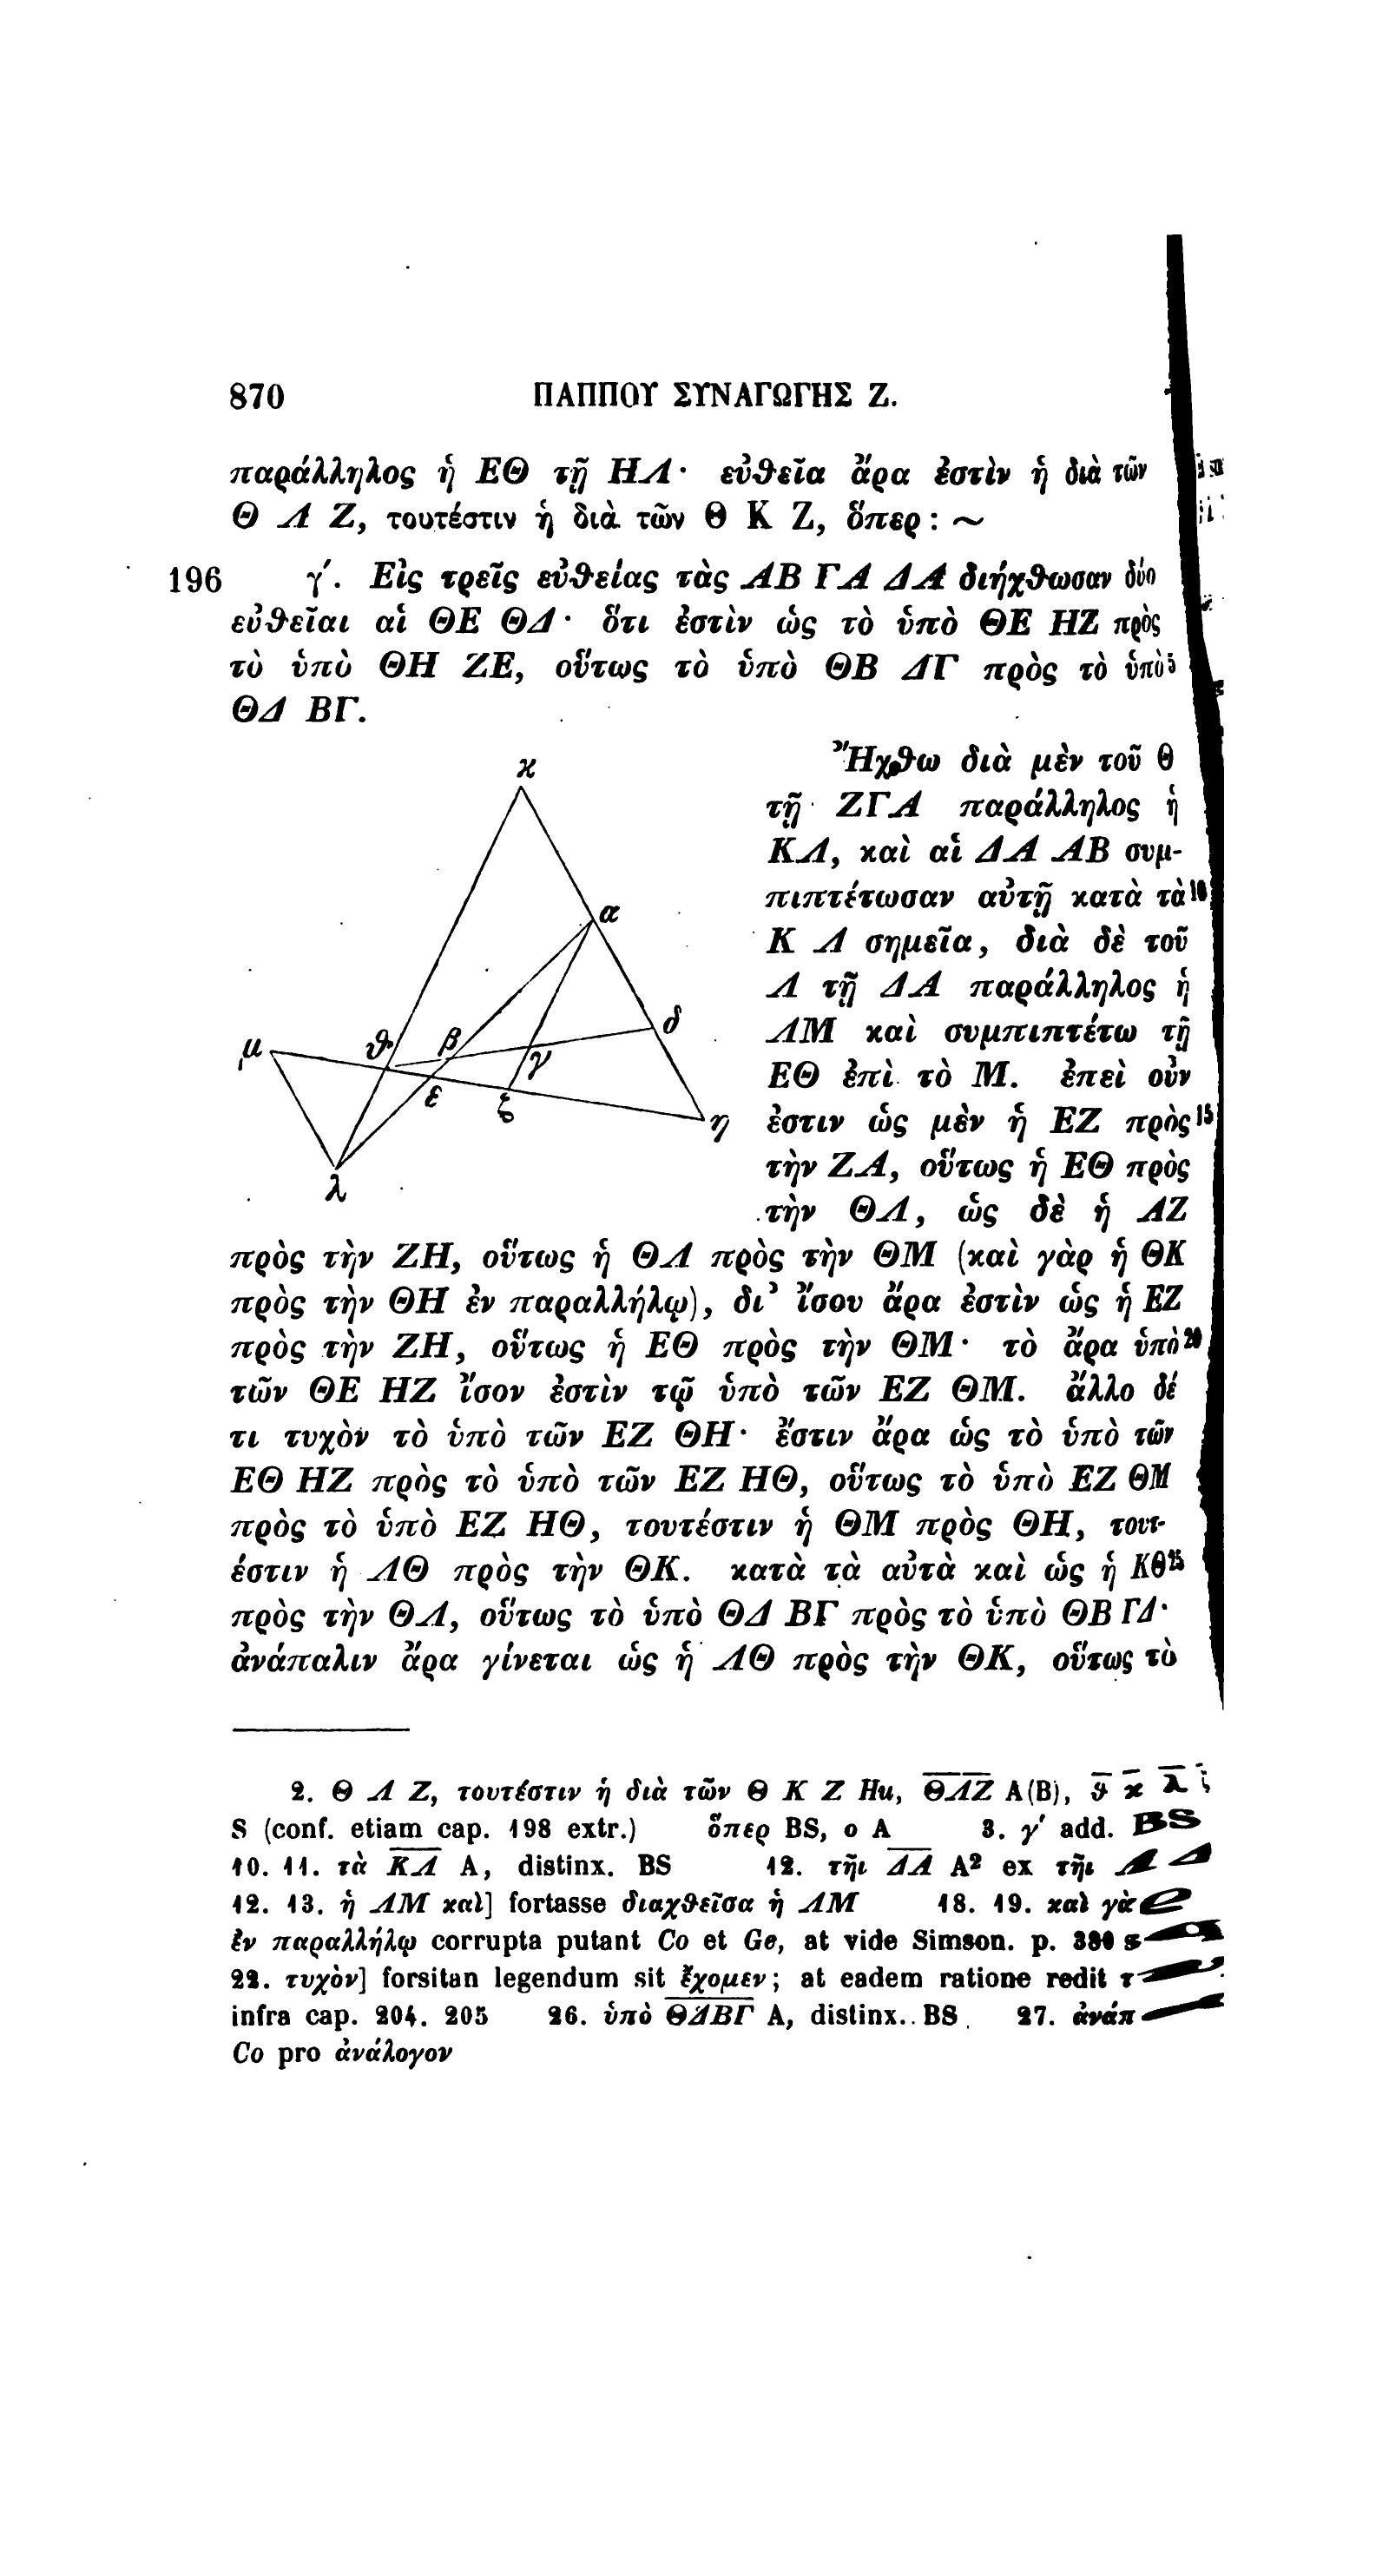 870 ΠΑΠΠΟΥ ΣΥΝΑΓΩΓΗΣ Ζ.
παράλληλος ἡ ΕΘ τῇ ΗΛ· εὐθεῖα ἄρα ἐστὶν ἡ διὰ τῶν
Θ Λ Ζ, τουτέστιν ἡ διὰ τῶν Θ Κ Ζ, ὅπερ : ~
196 γ΄. Εἰς τρεῖς εὐθείας τὰς ΑΒ ΓΑ ΔΑ διήχθωσαν δύο
εὐθεῖαι αἱ ΘΕ ΘΔ· ὅτι ἐστὶν ὡς τὸ ὑπὸ ΘΕ ΗΖ πρὸς
τὸ ὑπὸ ΘΗ ΖΕ, οὕτως τὸ ὑπὸ ΘΒ ΔΓ πρὸς τὸ ὑπὸ 5
ΘΔ ΒΓ.
Ἤχθω διὰ μὲν τοῦ Θ
τῇ ΖΓΑ παράλληλος ἡ
ΚΛ, καὶ αἱ ΔΑ ΑΒ συμ-
πιπτέτωσαν αὐτῇ κατὰ τὰ 10
Κ Λ σημεῖα, διὰ δὲ τοῦ
Λ τῇ ΔΑ παράλληλος ἡ
ΛΜ καὶ συμπιπτέτω τῇ
ΕΘ ἐπὶ τὸ Μ. ἐπεὶ οὖν
ἐστιν ὡς μὲν ἡ ΕΖ πρὸς 15
τὴν ΖΑ, οὕτως ἡ ΕΘ πρὸς
τὴν ΘΛ, ὡς δὲ ἡ ΑΖ
κ
α
δ
μ
ϑ
β
γ
ε
ζ
η
λ
πρὸς τὴν ΖΗ, οὕτως ἡ ΘΛ πρὸς τὴν ΘΜ (καὶ γὰρ ἡ ΘΚ
πρὸς τὴν ΘΗ ἐν παραλλήλῳ), δι᾽ ἴσου ἄρα ἐστὶν ὡς ἡ ΕΖ
πρὸς τὴν ΖΗ, οὕτως ἡ ΕΘ πρὸς τὴν ΘΜ· τὸ ἄρα ὑπὸ 20
τῶν ΘΕ ΗΖ ἴσον ἐστὶν τῷ ὑπὸ τῶν ΕΖ ΘΜ. ἄλλο δέ
τι τυχὸν τὸ ὑπὸ τῶν ΕΖ ΘΗ· ἔστιν ἄρα ὡς τὸ ὑπὸ τῶν
ΕΘ ΗΖ πρὸς τὸ ὑπὸ τῶν ΕΖ ΗΘ, οὕτως τὸ ὑπὸ ΕΖ ΘΜ
πρὸς τὸ ὑπὸ ΕΖ ΗΘ, τουτέστιν ἡ ΘΜ πρὸς ΘΗ, τουτ-
έστιν ἡ ΛΘ πρὸς τὴν ΘΚ. κατὰ τὰ αὐτὰ καὶ ὡς ἡ ΚΘ 25
πρὸς τὴν ΘΛ, οὕτως τὸ ὑπὸ ΘΔ ΒΓ πρὸς τὸ ὑπὸ ΘΒ ΓΔ·
ἀνάπαλιν ἄρα γίνεται ὡς ἡ ΛΘ πρὸς τὴν ΘΚ, οὕτως τὸ
2. Θ Λ Ζ, τουτέστιν ἡ διὰ τῶν Θ Κ Ζ Hu, ΘΛΖ A(B), ϑ κ λ ζ
S (conf. etiam cap. 198 extr.) ὅπερ BS, ο A 3. γ΄ add. BS
10. 11. τὰ ΚΛ A, distinx. BS 12. τῆι ΔΑ A² ex τῆι
12. 13. ἡ ΛΜ καὶ] fortasse διαχθεῖσα ἡ ΛΜ 18. 19. καὶ
ἐν παραλλήλῳ corrupta putant Co et Ge, at vide Simson. p.
22. τυχὸν] forsitan legendum sit ἔχομεν; at eadem ratione redit
infra cap. 204. 205 26. ὑπὸ ΘΔΒΓ A, distinx. BS 27.
Co pro ἀνάλογον